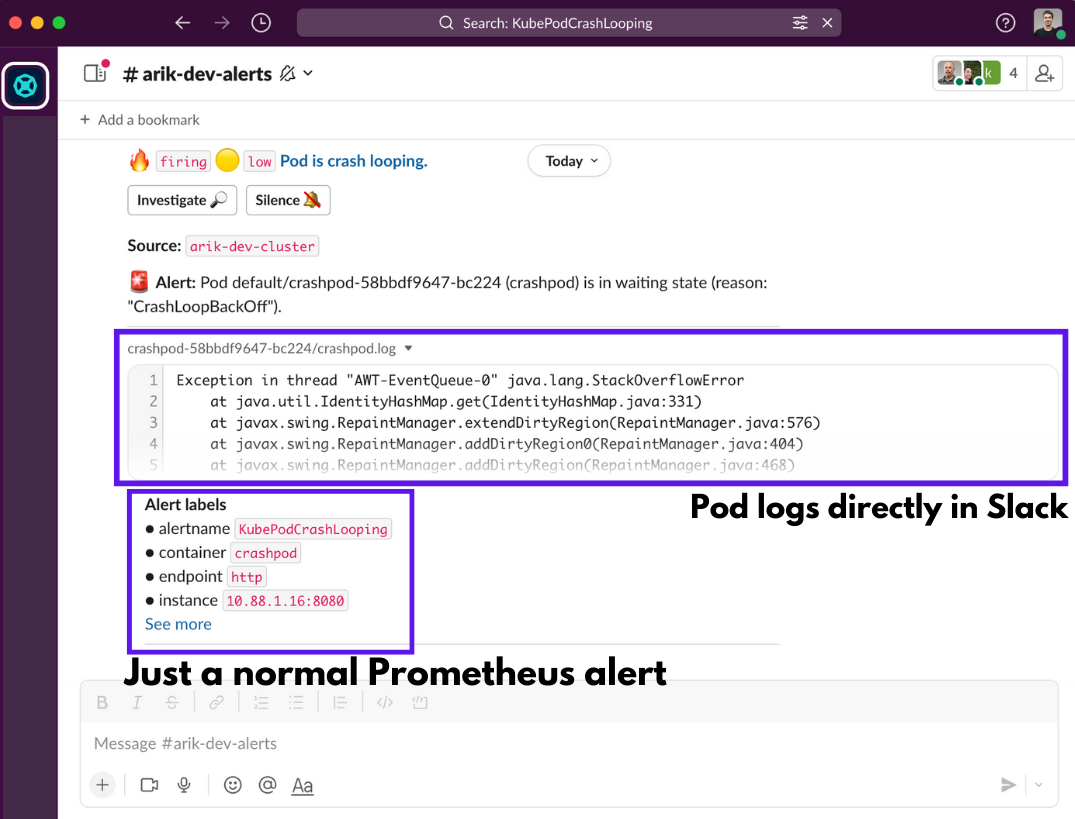 Search: KubePodCrashLooping
# arik-dev-alerts
k
4
+ Add a bookmark
firing low Pod is crash looping.
Today
Investigate
Silence
Source: arik-dev-cluster
Alert: Pod default/crashpod-58bbdf9647-bc224 (crashpod) is in waiting state (reason:
"CrashLoopBackOff").
crashpod-58bbdf9647-bc224/crashpod.log
1 Exception in thread "AWT-EventQueue-0" java.lang.StackOverflowError
2 at java.util.IdentityHashMap.get(IdentityHashMap.java:331)
3 at javax.swing.RepaintManager.extendDirtyRegion(RepaintManager.java:576)
4 at javax.swing.RepaintManager.addDirtyRegion0(RepaintManager.java:404)
5 at javax.swing.RepaintManager.addDirtyRegion(RepaintManager.java:468)
Pod logs directly in Slack
Alert labels
● alertname KubePodCrashLooping
● container crashpod
● endpoint http
● instance 10.88.1.16:8080
See more
Just a normal Prometheus alert
B I S
Message #arik-dev-alerts
+ @ Aa